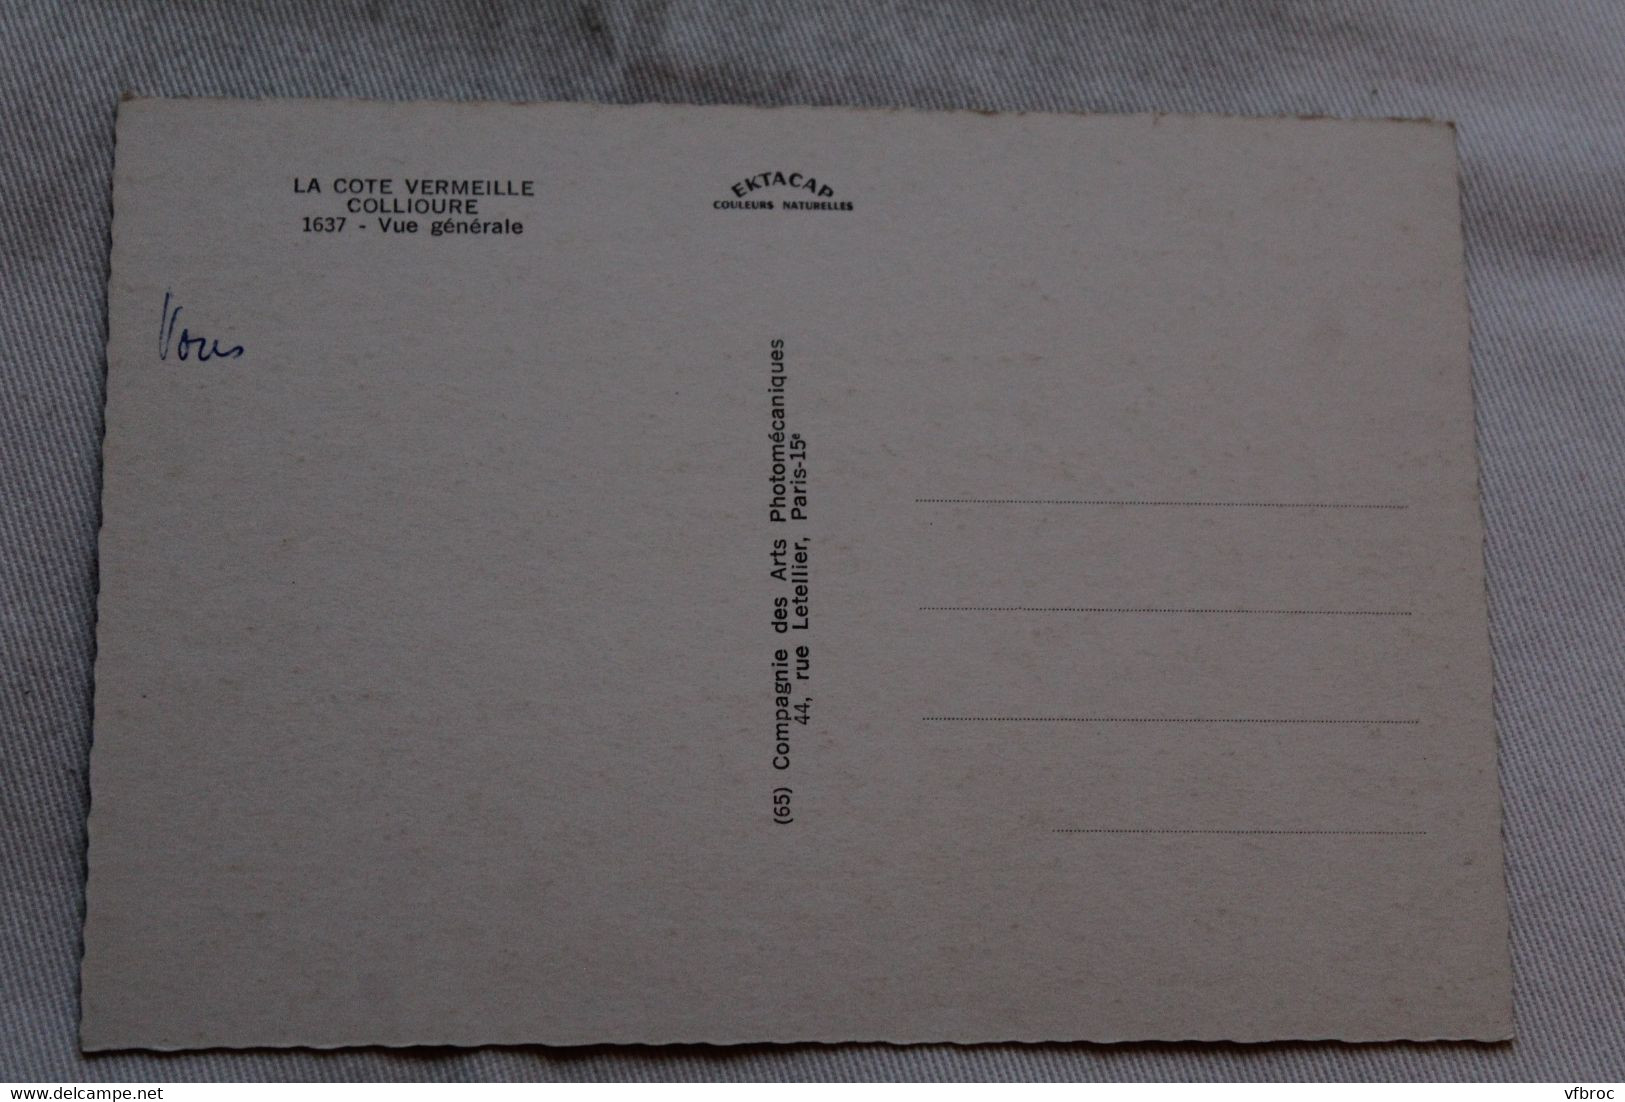 LA COTE VERMEILLE
COLLIOURE
1637 - Vue générale
EKTACAP
COULEURS NATURELLES
Vous
(65) Compagnie des Arts Photomécaniques
44, rue Letellier, Paris-15e
delcampe.net
vfbroc